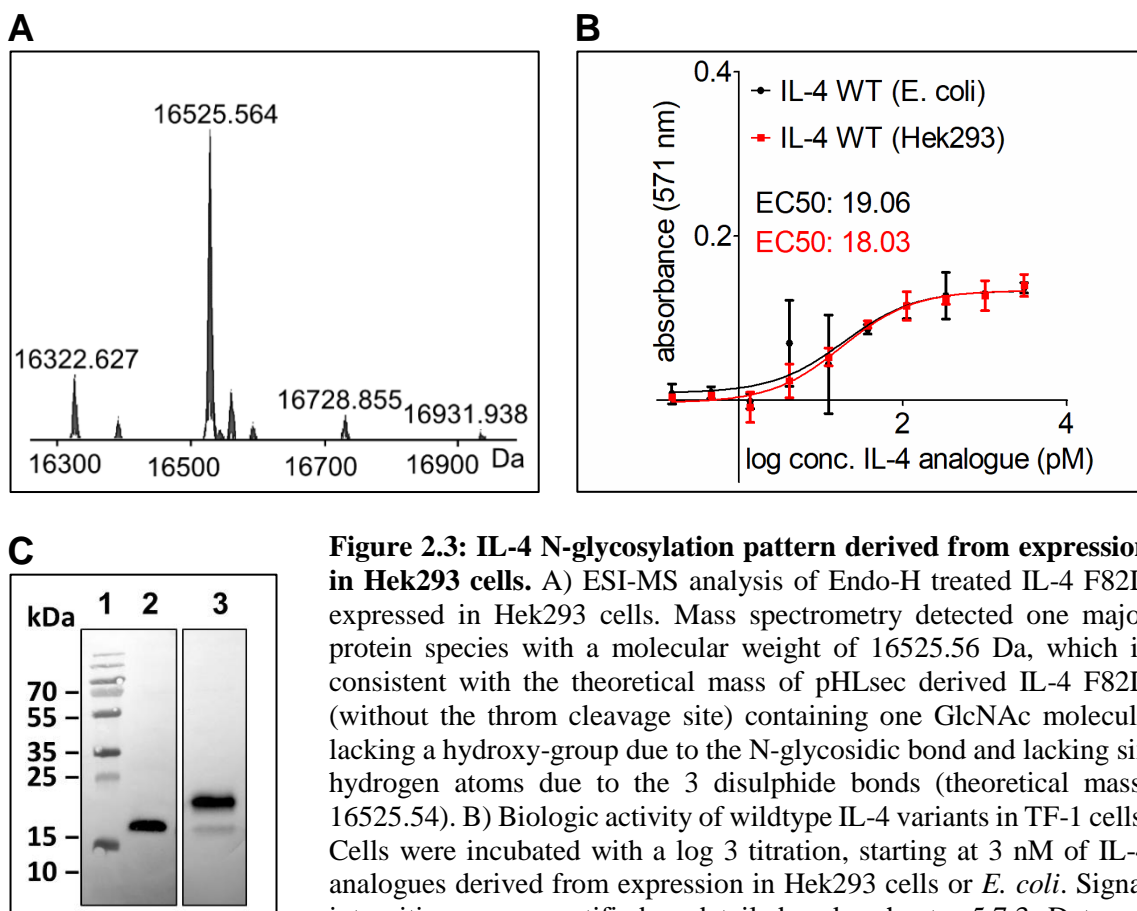 A
16525.564
16322.627
16728.855
16931.938
16300 16500 16700 16900 Da
B
0.4
IL-4 WT (E. coli)
IL-4 WT (Hek293)
absorbance (571 nm)
EC50: 19.06
0.2
EC50: 18.03
2 4
log conc. IL-4 analogue (pM)
C
kDa 1 2 3
70
55
35
25
15
10
Figure 2.3: IL-4 N-glycosylation pattern derived from expression
in Hek293 cells. A) ESI-MS analysis of Endo-H treated IL-4
expressed in Hek293 cells. Mass spectrometry detected one
protein species with a molecular weight of 16525.56 Da, which
consistent with the theoretical mass of pHLsec derived IL-4
(without the throm cleavage site) containing one GlcNAc
lacking a hydroxy-group due to the N-glycosidic bond and lacking
hydrogen atoms due to the 3 disulphide bonds (theoretical mass
16525.54). B) Biologic activity of wildtype IL-4 variants in TF-1 cells
Cells were incubated with a log 3 titration, starting at 3 nM of
analogues derived from expression in Hek293 cells or E. coli.